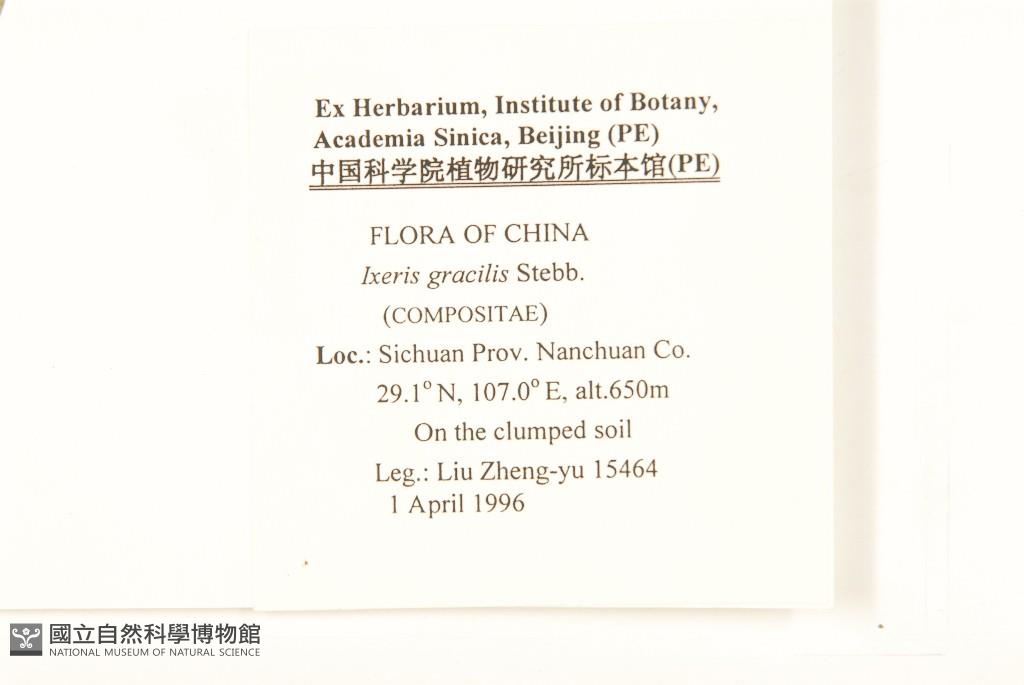 Ex Herbarium, Institute of Botany,
Academia Sinica, Beijing (PE)
中国科学院植物研究所标本馆(PE)
FLORA OF CHINA
Ixeris gracilis Stebb.
(COMPOSITAE)
Loc.: Sichuan Prov. Nanchuan Co.
29.1° N, 107.0° E, alt.650m
On the clumped soil
Leg.: Liu Zheng-yu 15464
1 April 1996
國立自然科學博物館
NATIONAL MUSEUM OF NATURAL SCIENCE